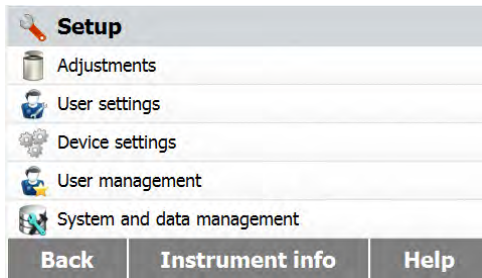 Setup
Adjustments
User settings
Device settings
User management
System and data management
Back Instrument info Help